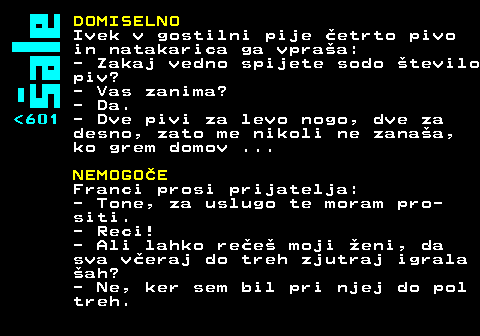 šale
<601
DOMISELNO
Ivek v gostilni pije četrto pivo
in natakarica ga vpraša:
- Zakaj vedno spijete sodo število
piv?
- Vas zanima?
- Da.
- Dve pivi za levo nogo, dve za
desno, zato me nikoli ne zanaša,
ko grem domov ...
NEMOGOČE
Franci prosi prijatelja:
- Tone, za uslugo te moram pro-
siti.
- Reci!
- Ali lahko rečeš moji ženi, da
sva včeraj do treh zjutraj igrala
šah?
- Ne, ker sem bil pri njej do pol
treh.